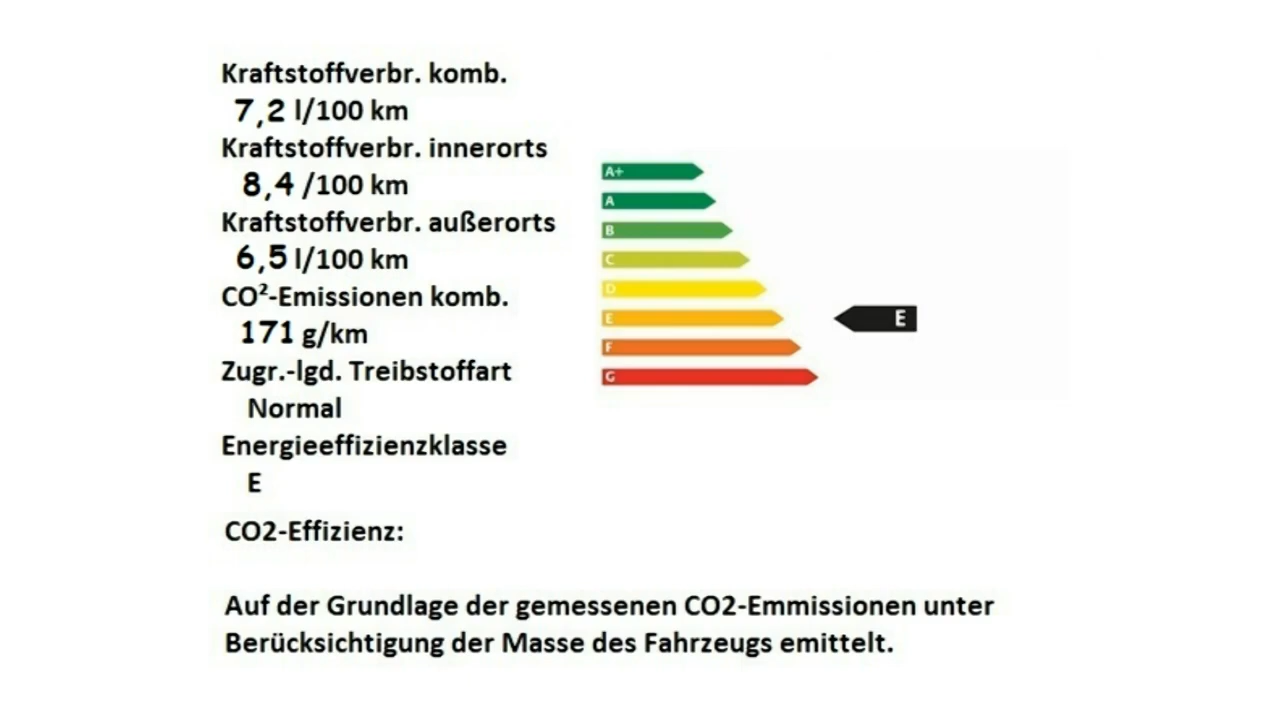 Kraftstoffverbr. komb.
7,2 l/100 km
Kraftstoffverbr. innerorts
8,4 /100 km
Kraftstoffverbr. außerorts
6,5 l/100 km
CO²-Emissionen komb.
171 g/km
Zugr.-lgd. Treibstoffart
Normal
Energieeffizienzklasse
E
A+
A
B
C
D
E
E
F
G
CO2-Effizienz:
Auf der Grundlage der gemessenen CO2-Emmissionen unter
Berücksichtigung der Masse des Fahrzeugs emittelt.